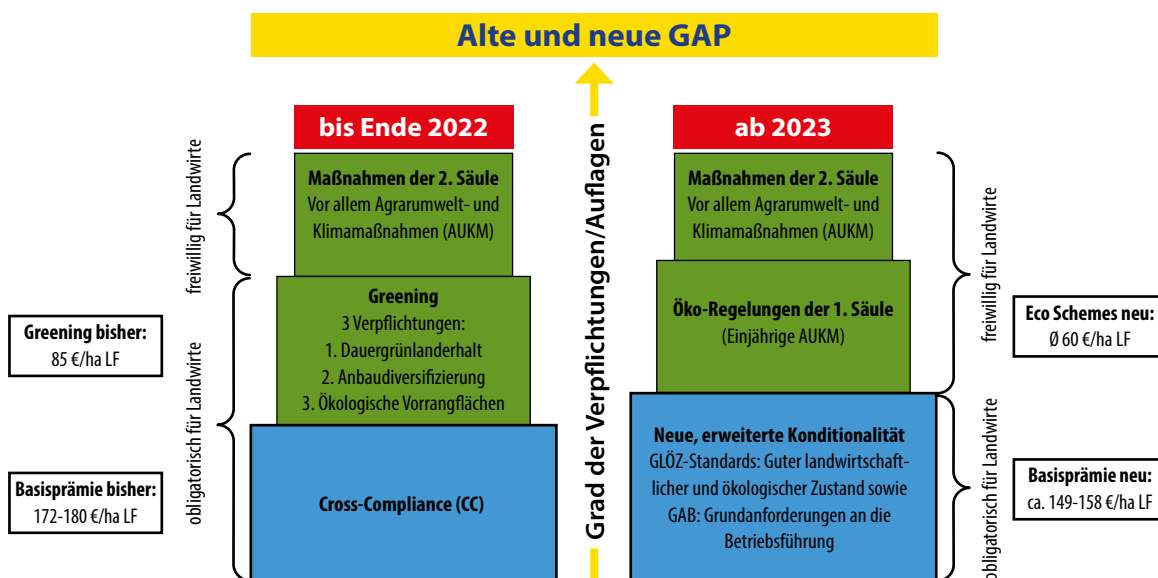 Alte und neue GAP
bis Ende 2022
freiwillig für Landwirte
Maßnahmen der 2. Säule
Vor allem Agrarumwelt- und
Klimamaßnahmen (AUKM)
Greening
3 Verpflichtungen:
1. Dauergrünlanderhalt
2. Anbaudiversifizierung
3. Ökologische Vorrangflächen
Greening bisher:
85 €/ha LF
obligatorisch für Landwirte
Basisprämie bisher:
172-180 €/ha LF
Cross-Compliance (CC)
Grad der Verpflichtungen/Auflagen
ab 2023
Maßnahmen der 2. Säule
Vor allem Agrarumwelt- und
Klimamaßnahmen (AUKM)
Öko-Regelungen der 1. Säule
(Einjährige AUKM)
freiwillig für Landwirte
Eco Schemes neu:
Ø 60 €/ha LF
Neue, erweiterte Konditionalität
GLÖZ-Standards: Guter landwirtschaft-
licher und ökologischer Zustand sowie
GAB: Grundanforderungen an die
Betriebsführung
obligatorisch für Landwirte
Basisprämie neu:
ca. 149-158 €/ha LF